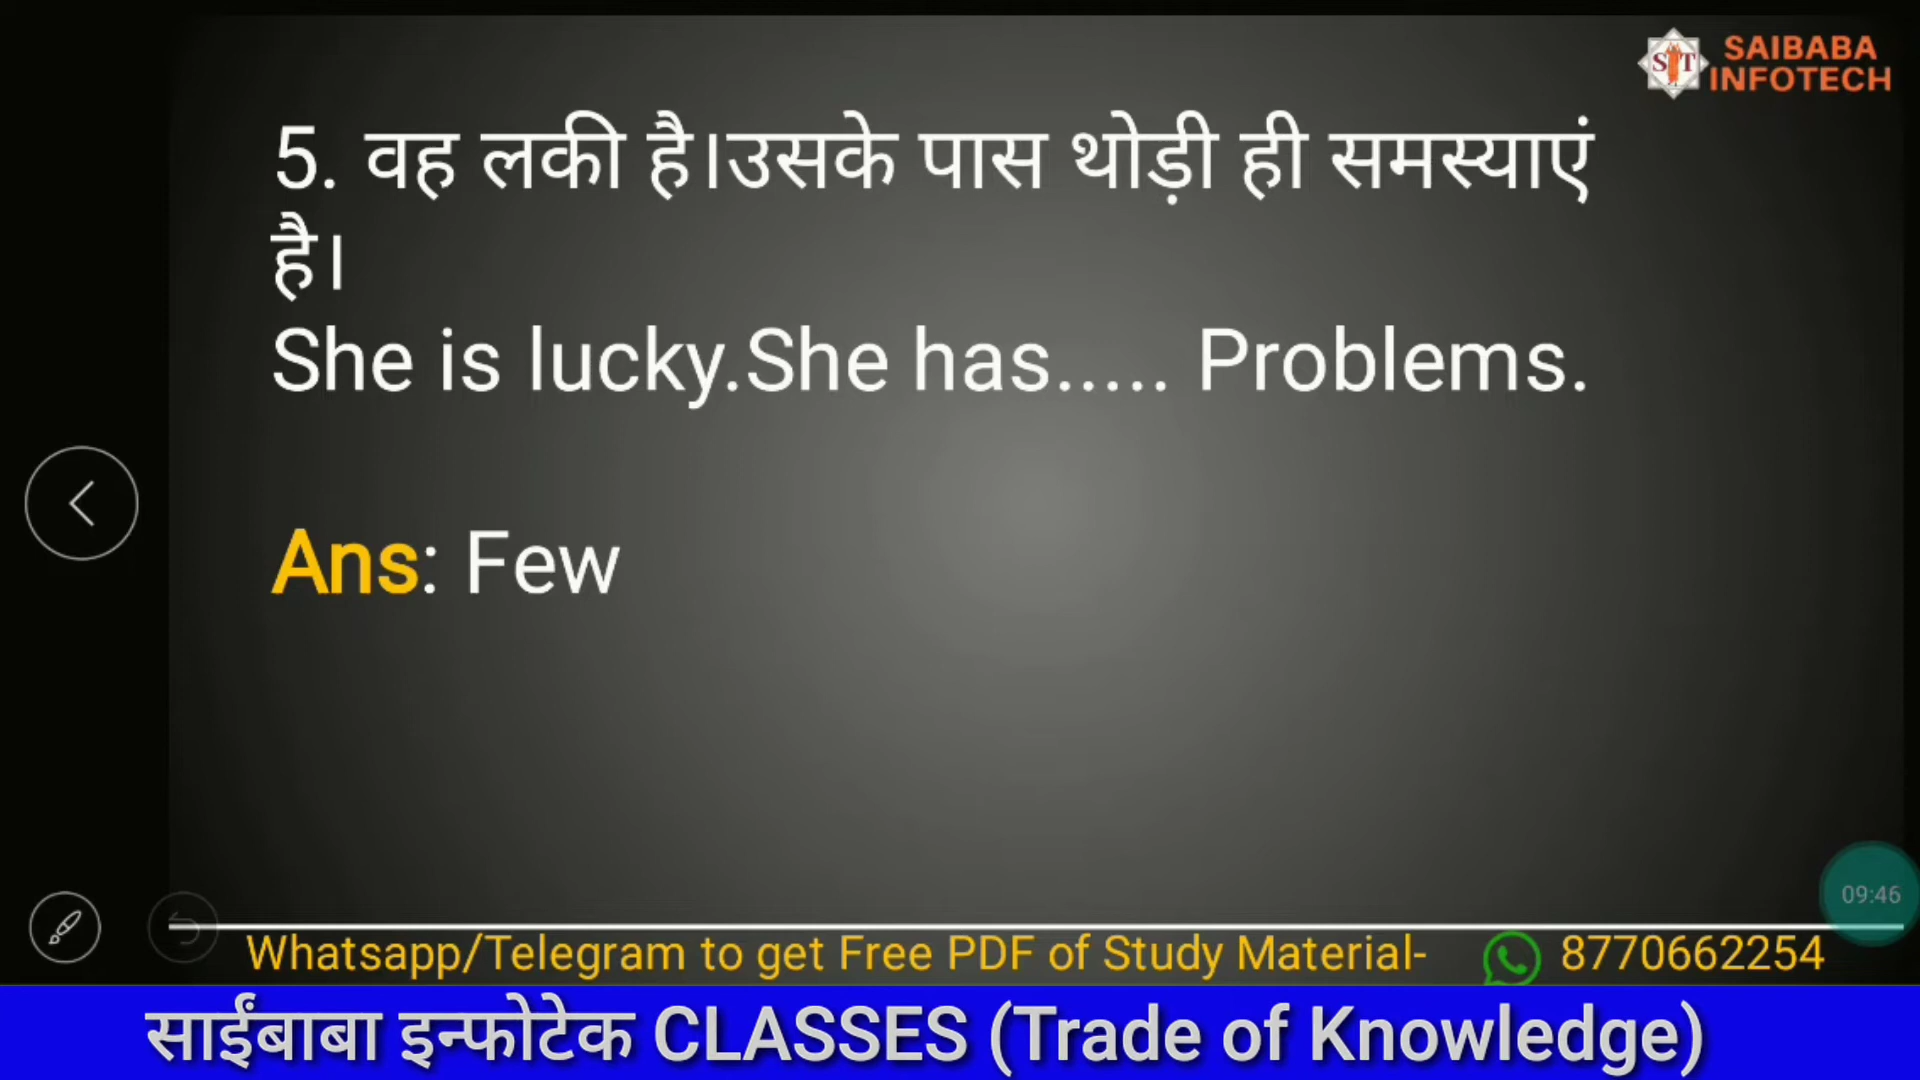 SAIBABA
INFOTECH
S T
5. वह लकी है।उसके पास थोड़ी ही समस्याएं
है।
She is lucky.She has..... Problems.
Ans: Few
09:46
Whatsapp/Telegram to get Free PDF of Study Material- 8770662254
साईंबाबा इन्फोटेक CLASSES (Trade of Knowledge)